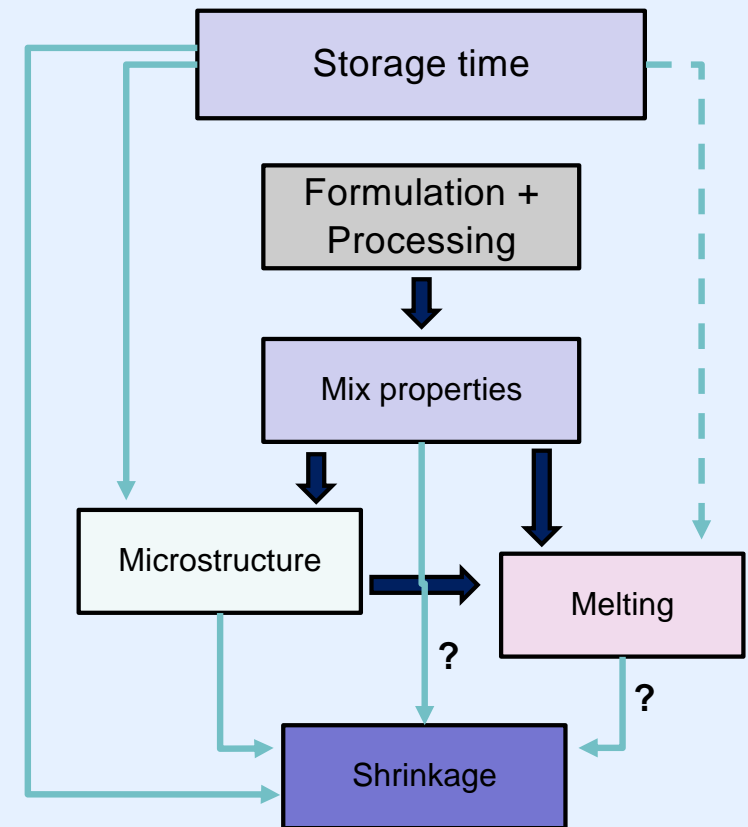 Storage time
Formulation +
Processing
Mix properties
Microstructure
Melting
?
?
Shrinkage